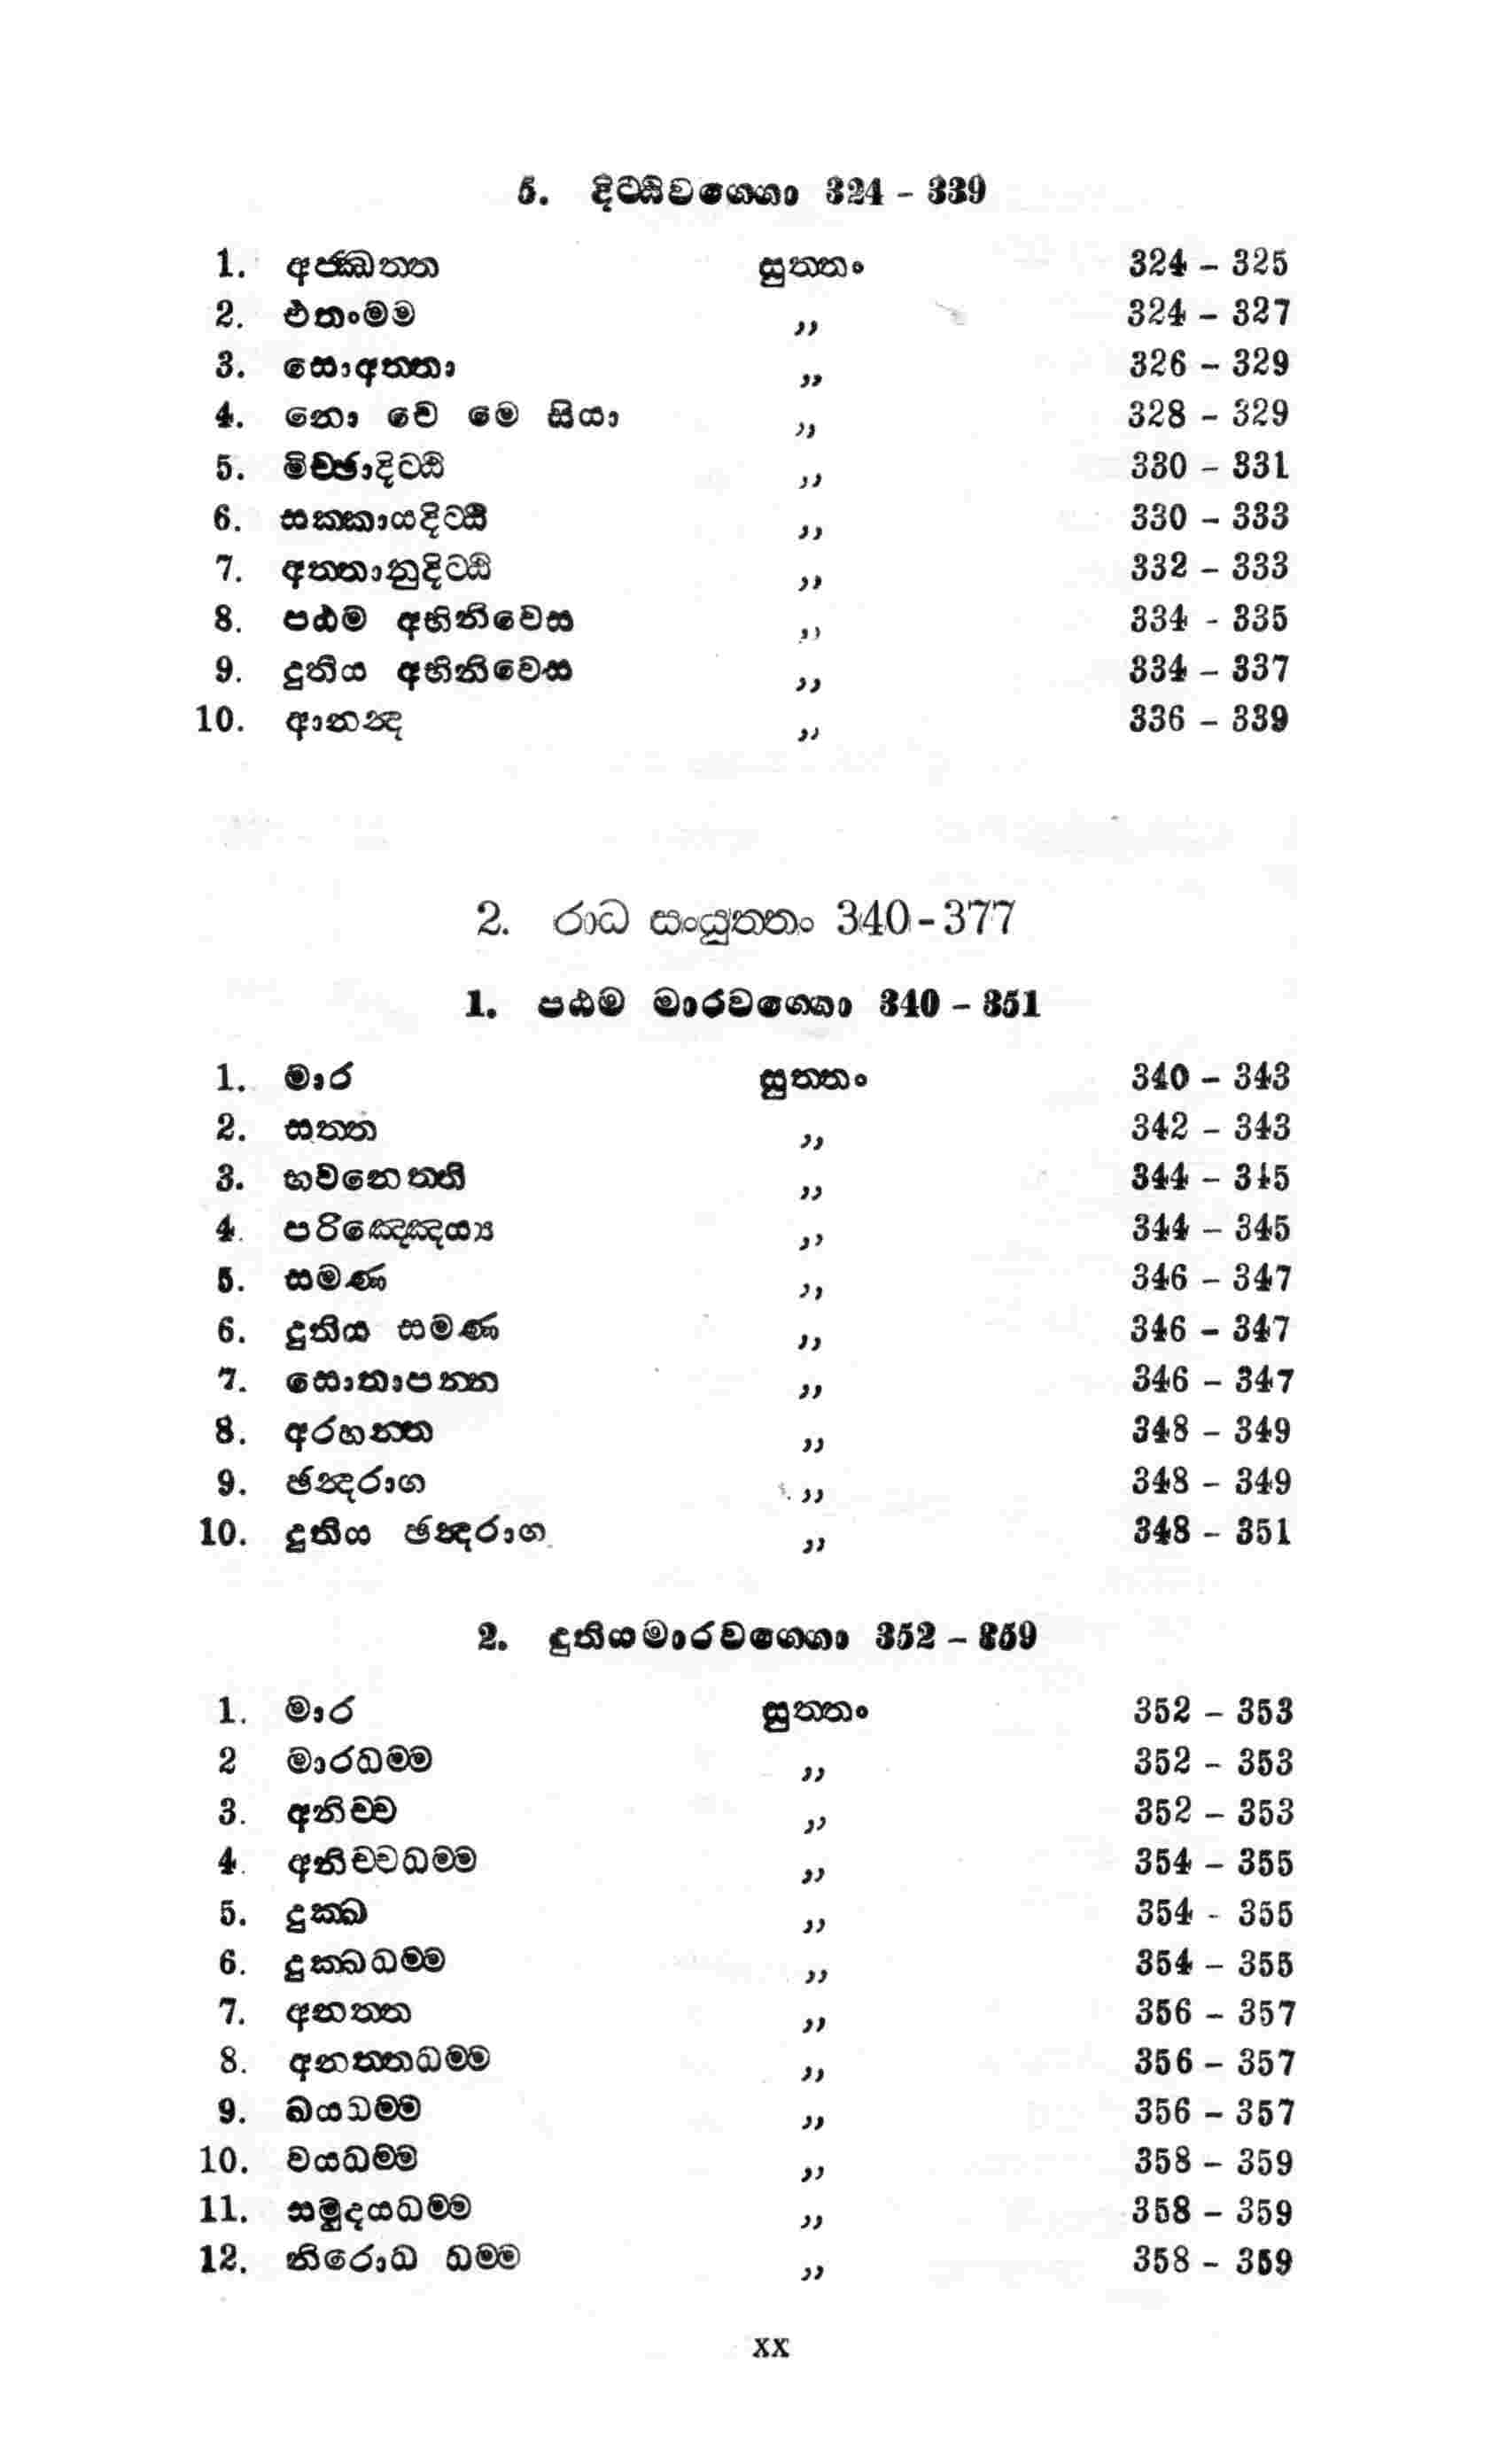 5. දිට්ඨිවග්ගො 324 - 339
1. අජ්ඣත්ත සුත්තං 324 - 325
2. එතංමම ,, 324 - 327
3. සොඅත්තා ,, 326 - 329
4. නො චෙ මෙ සියා ,, 328 - 329
5. මිච්ඡාදිට්ඨි ,, 330 - 331
6. සක්කායදිට්ඨි ,, 330 - 333
7. අත්තානුදිට්ඨි ,, 332 - 333
8. පඨම අභිනිවෙස ,, 334 - 335
9. දුතිය අභිනිවෙස ,, 334 - 337
10. ආනන්ද ,, 336 - 339
2. රාධ සංයුත්තං 340-377
1. පඨම මාරවග්ගො 340 - 351
1. මාර සුත්තං 340 - 343
2. සත්ත ,, 342 - 343
3. භවනෙත්ති ,, 344 - 345
4. පරිඤ්ඤෙය්‍ය ,, 344 - 345
5. සමණ ,, 346 - 347
6. දුතිය සමණ ,, 346 - 347
7. සොතාපන්න ,, 346 - 347
8. අරහන්ත ,, 348 - 349
9. ඡන්දරාග ,, 348 - 349
10. දුතිය ඡන්දරාග ,, 348 - 351
2. දුතියමාරවග්ගො 352 - 359
1. මාර සුත්තං 352 - 353
2 මාරධම්ම ,, 352 - 353
3. අනිච්ච ,, 352 - 353
4. අනිච්චධම්ම ,, 354 - 355
5. දුක්ඛ ,, 354 - 355
6. දුක්ඛධම්ම ,, 354 - 355
7. අනත්ත ,, 356 - 357
8. අනත්තධම්ම ,, 356 - 357
9. ඛයධම්ම ,, 356 - 357
10. වයධම්ම ,, 358 - 359
11. සමුදයධම්ම ,, 358 - 359
12. නිරොධ ධම්ම ,, 358 - 359
xx